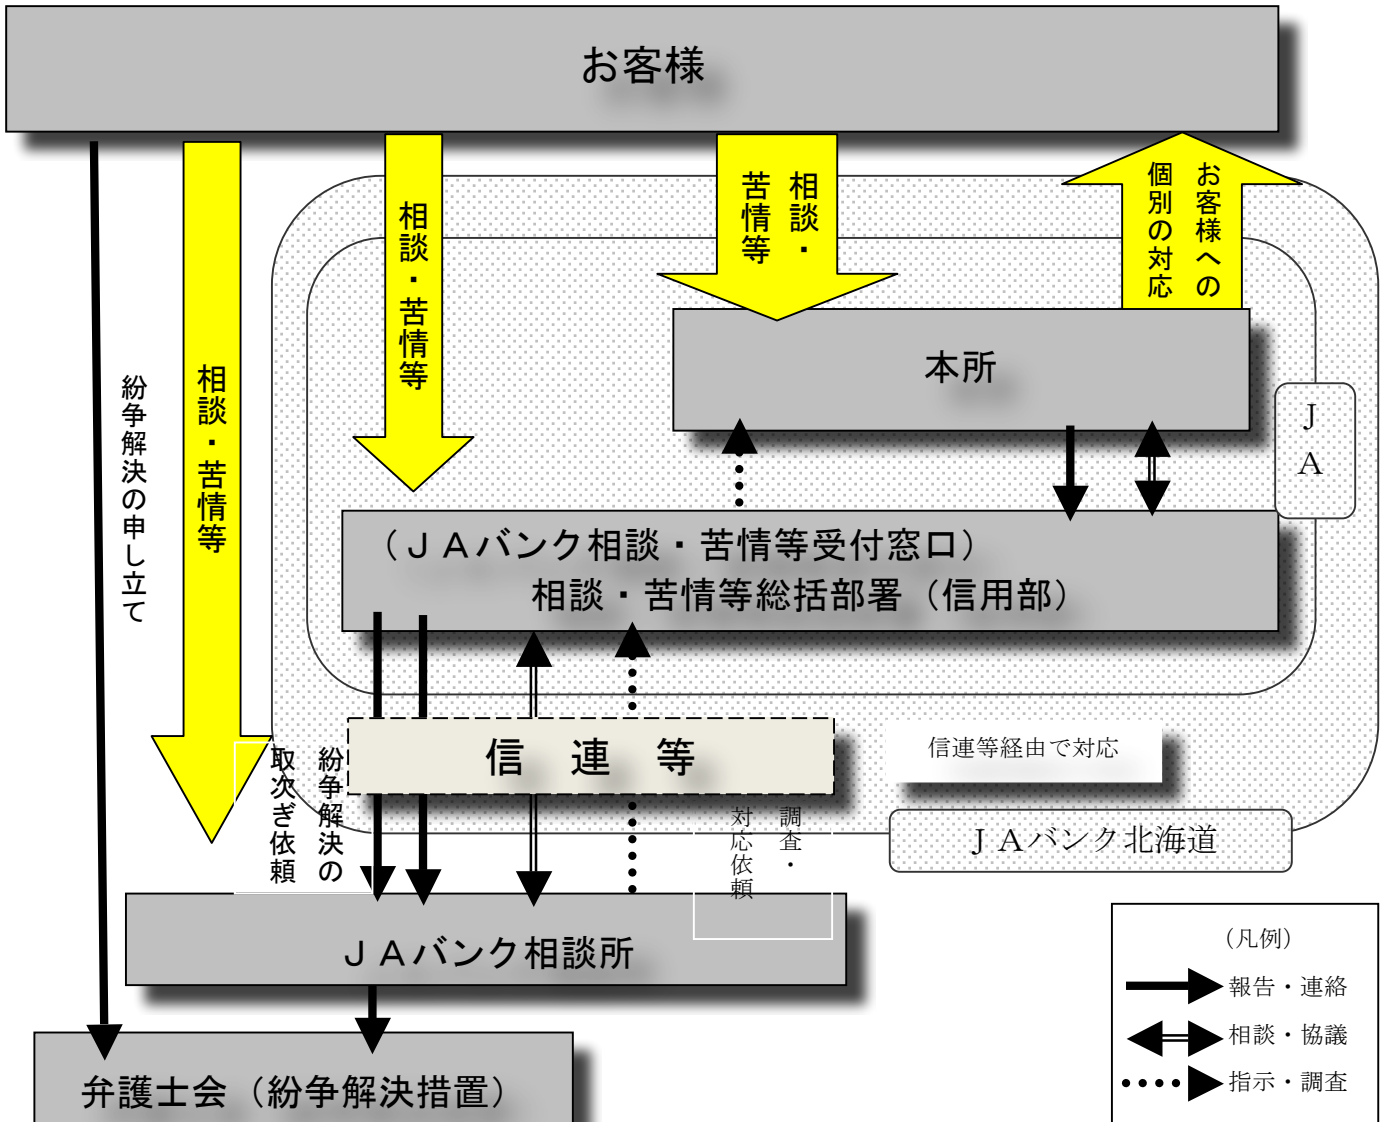 お客様
相談・
苦情等
お客様への
個別の対応
相談・苦情等
相談・苦情等
紛争解決の申し立て
本所
ＪＡ
（ＪＡバンク相談・苦情等受付窓口）
相談・苦情等総括部署（信用部）
信連等
信連等経由で対応
紛争解決の
取次ぎ依頼
調査・
対応依頼
ＪＡバンク北海道
ＪＡバンク相談所
弁護士会（紛争解決措置）
（凡例）
報告・連絡
相談・協議
指示・調査